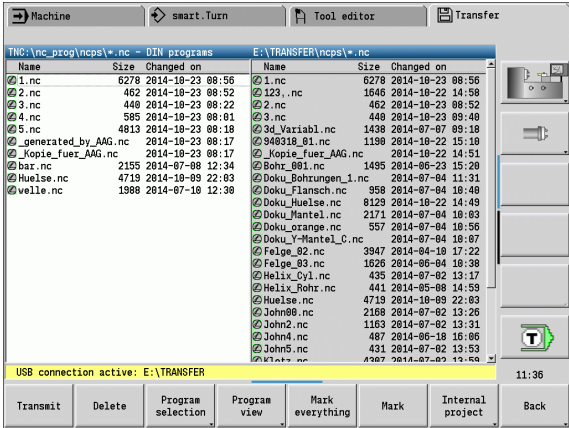 Machine
smart.Turn
Tool editor
Transfer
TNC:\nc_prog\ncps\*.nc - DIN programs
Name Size Changed on
1.nc 6278 2014-10-23 08:56
2.nc 462 2014-10-23 08:52
3.nc 440 2014-10-23 08:22
4.nc 585 2014-10-23 08:01
5.nc 4813 2014-10-23 08:18
_generated_by_AAG.nc 2014-10-23 08:17
_Kopie_fuer_AAG.nc 2014-10-23 08:17
bar.nc 2155 2014-07-08 12:34
Huelse.nc 4719 2014-10-09 22:03
welle.nc 1988 2014-07-10 12:30
E:\TRANSFER\ncps\*.nc
Name Size Changed on
1.nc 6278 2014-10-23 08:56
123,.nc 1646 2014-10-22 14:58
2.nc 462 2014-10-23 08:52
3.nc 440 2014-10-23 09:40
3d_Variabl.nc 1438 2014-07-07 09:18
940318_01.nc 1190 2014-10-22 15:10
_Kopie_fuer_AAG.nc 2014-10-22 14:51
Bohr_001.nc 1495 2014-06-23 15:20
Doku_Bohrungen_1.nc 2014-07-04 11:31
Doku_Flansch.nc 958 2014-07-04 10:40
Doku_Huelse.nc 8129 2014-10-22 14:49
Doku_Mantel.nc 2171 2014-07-04 10:03
Doku_orange.nc 557 2014-07-04 10:56
Doku_Y-Mantel_C.nc 2014-07-04 10:07
Felge_02.nc 3947 2014-04-10 17:22
Felge_03.nc 1626 2014-06-04 10:38
Helix_Cyl.nc 435 2014-07-02 13:17
Helix_Rohr.nc 441 2014-05-08 14:59
Huelse.nc 4719 2014-10-09 22:03
John00.nc 2168 2014-07-02 13:26
John2.nc 1163 2014-07-02 13:31
John4.nc 487 2014-06-18 16:06
John5.nc 431 2014-07-02 13:53
Klotz.nc 4307 2014-07-02 13:59
T
USB connection active: E:\TRANSFER
11:36
Transmit
Delete
Program
selection
Program
view
Mark
everything
Mark
Internal
project
Back